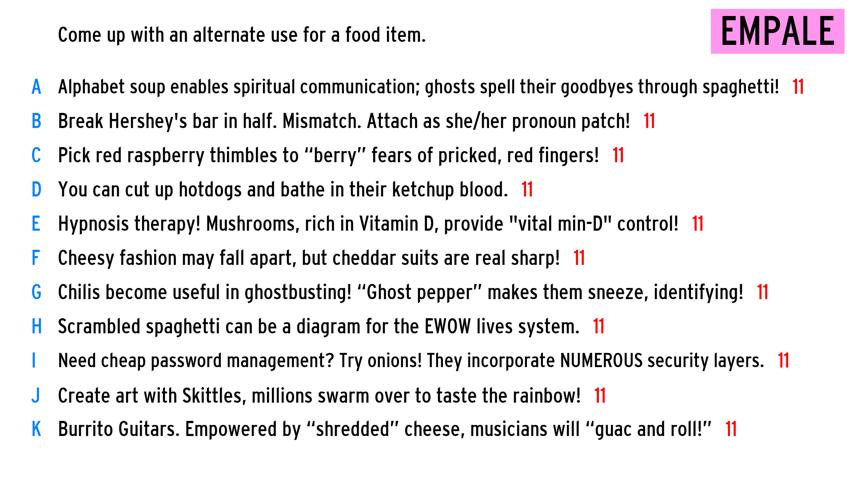 Come up with an alternate use for a food item.
EMPALE
A Alphabet soup enables spiritual communication; ghosts spell their goodbyes through spaghetti! 11
B Break Hershey's bar in half. Mismatch. Attach as she/her pronoun patch! 11
C Pick red raspberry thimbles to “berry” fears of pricked, red fingers! 11
D You can cut up hotdogs and bathe in their ketchup blood. 11
E Hypnosis therapy! Mushrooms, rich in Vitamin D, provide "vital min-D" control! 11
F Cheesy fashion may fall apart, but cheddar suits are real sharp! 11
G Chilis become useful in ghostbusting! “Ghost pepper” makes them sneeze, identifying! 11
H Scrambled spaghetti can be a diagram for the EWOW lives system. 11
I Need cheap password management? Try onions! They incorporate NUMEROUS security layers. 11
J Create art with Skittles, millions swarm over to taste the rainbow! 11
K Burrito Guitars. Empowered by “shredded” cheese, musicians will “guac and roll!” 11